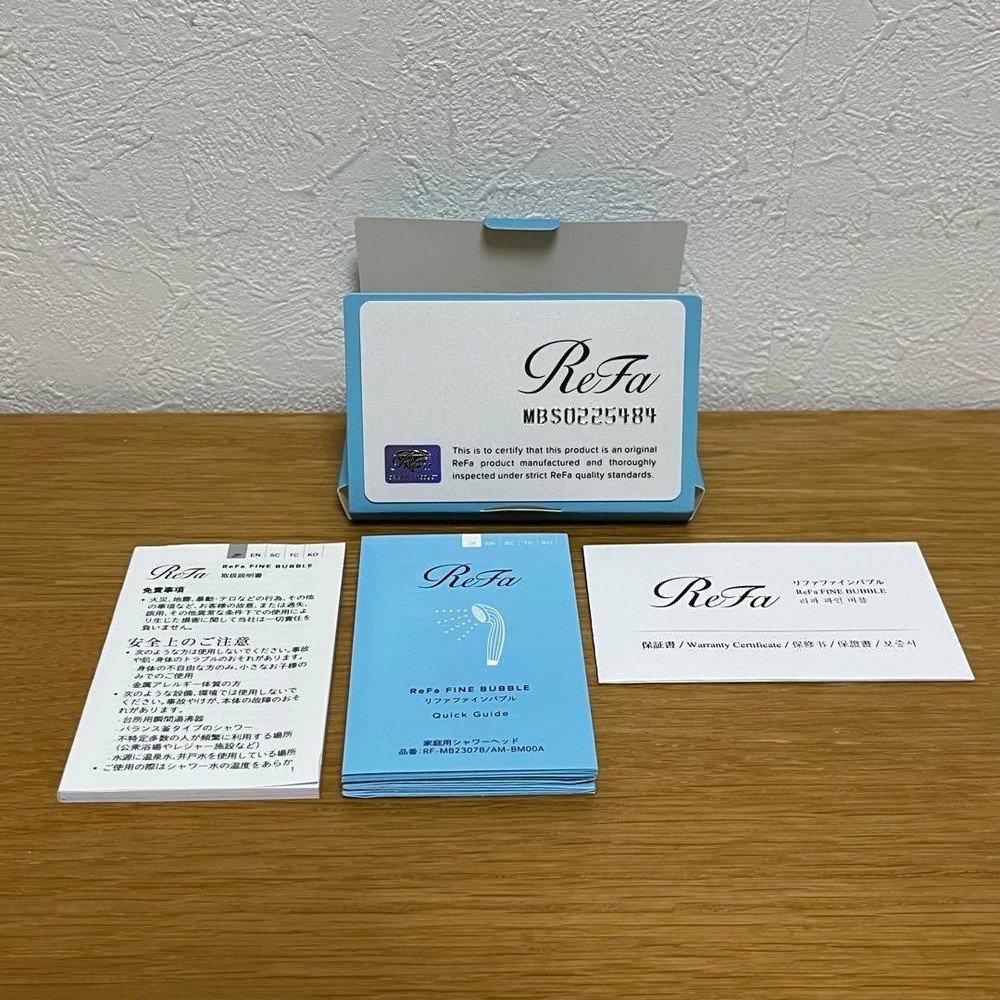 ReFa
MBS0225484
This is to certify that this product is an original
ReFa product manufactured and thoroughly
inspected under strict ReFa quality standards.
JP EN SC TC KO
ReFa
ReFa FINE BUBBLE
取扱説明書
免責事項
• 火災、地震、暴動・テロなどの行為、その他
の事項など、お客様の故意、または過失、
誤用、その他異常な条件下での使用によ
り生じた損害に関して当社は一切責任を
負いません。
安全上のご注意
• 次のような方は使用しないでください。事故
や肌・身体のトラブルのおそれがあります。
・身体の不自由な方のみ、小さなお子様の
みでのご使用
・金属アレルギー体質の方
• 次のような設備、環境では使用しないで
ください。事故やけが、本体の故障のおそ
れがあります。
・台所用瞬間湯沸器
・バランス釜タイプのシャワー
・不特定多数の人が頻繁に利用する場所
(公衆浴場やレジャー施設など)
・水源に温泉水、井戸水を使用している場所
• ご使用の際はシャワー水の温度をあらか
1
JP EN SC TC KO
ReFa
ReFa FINE BUBBLE
リファファインバブル
Quick Guide
家庭用シャワーヘッド
品番:RF-MB2307B/AM-BM00A
ReFa
リファファインバブル
ReFa FINE BUBBLE
리파 파인 버블
保証書 / Warranty Certificate / 保修书 / 保證書 / 보증서